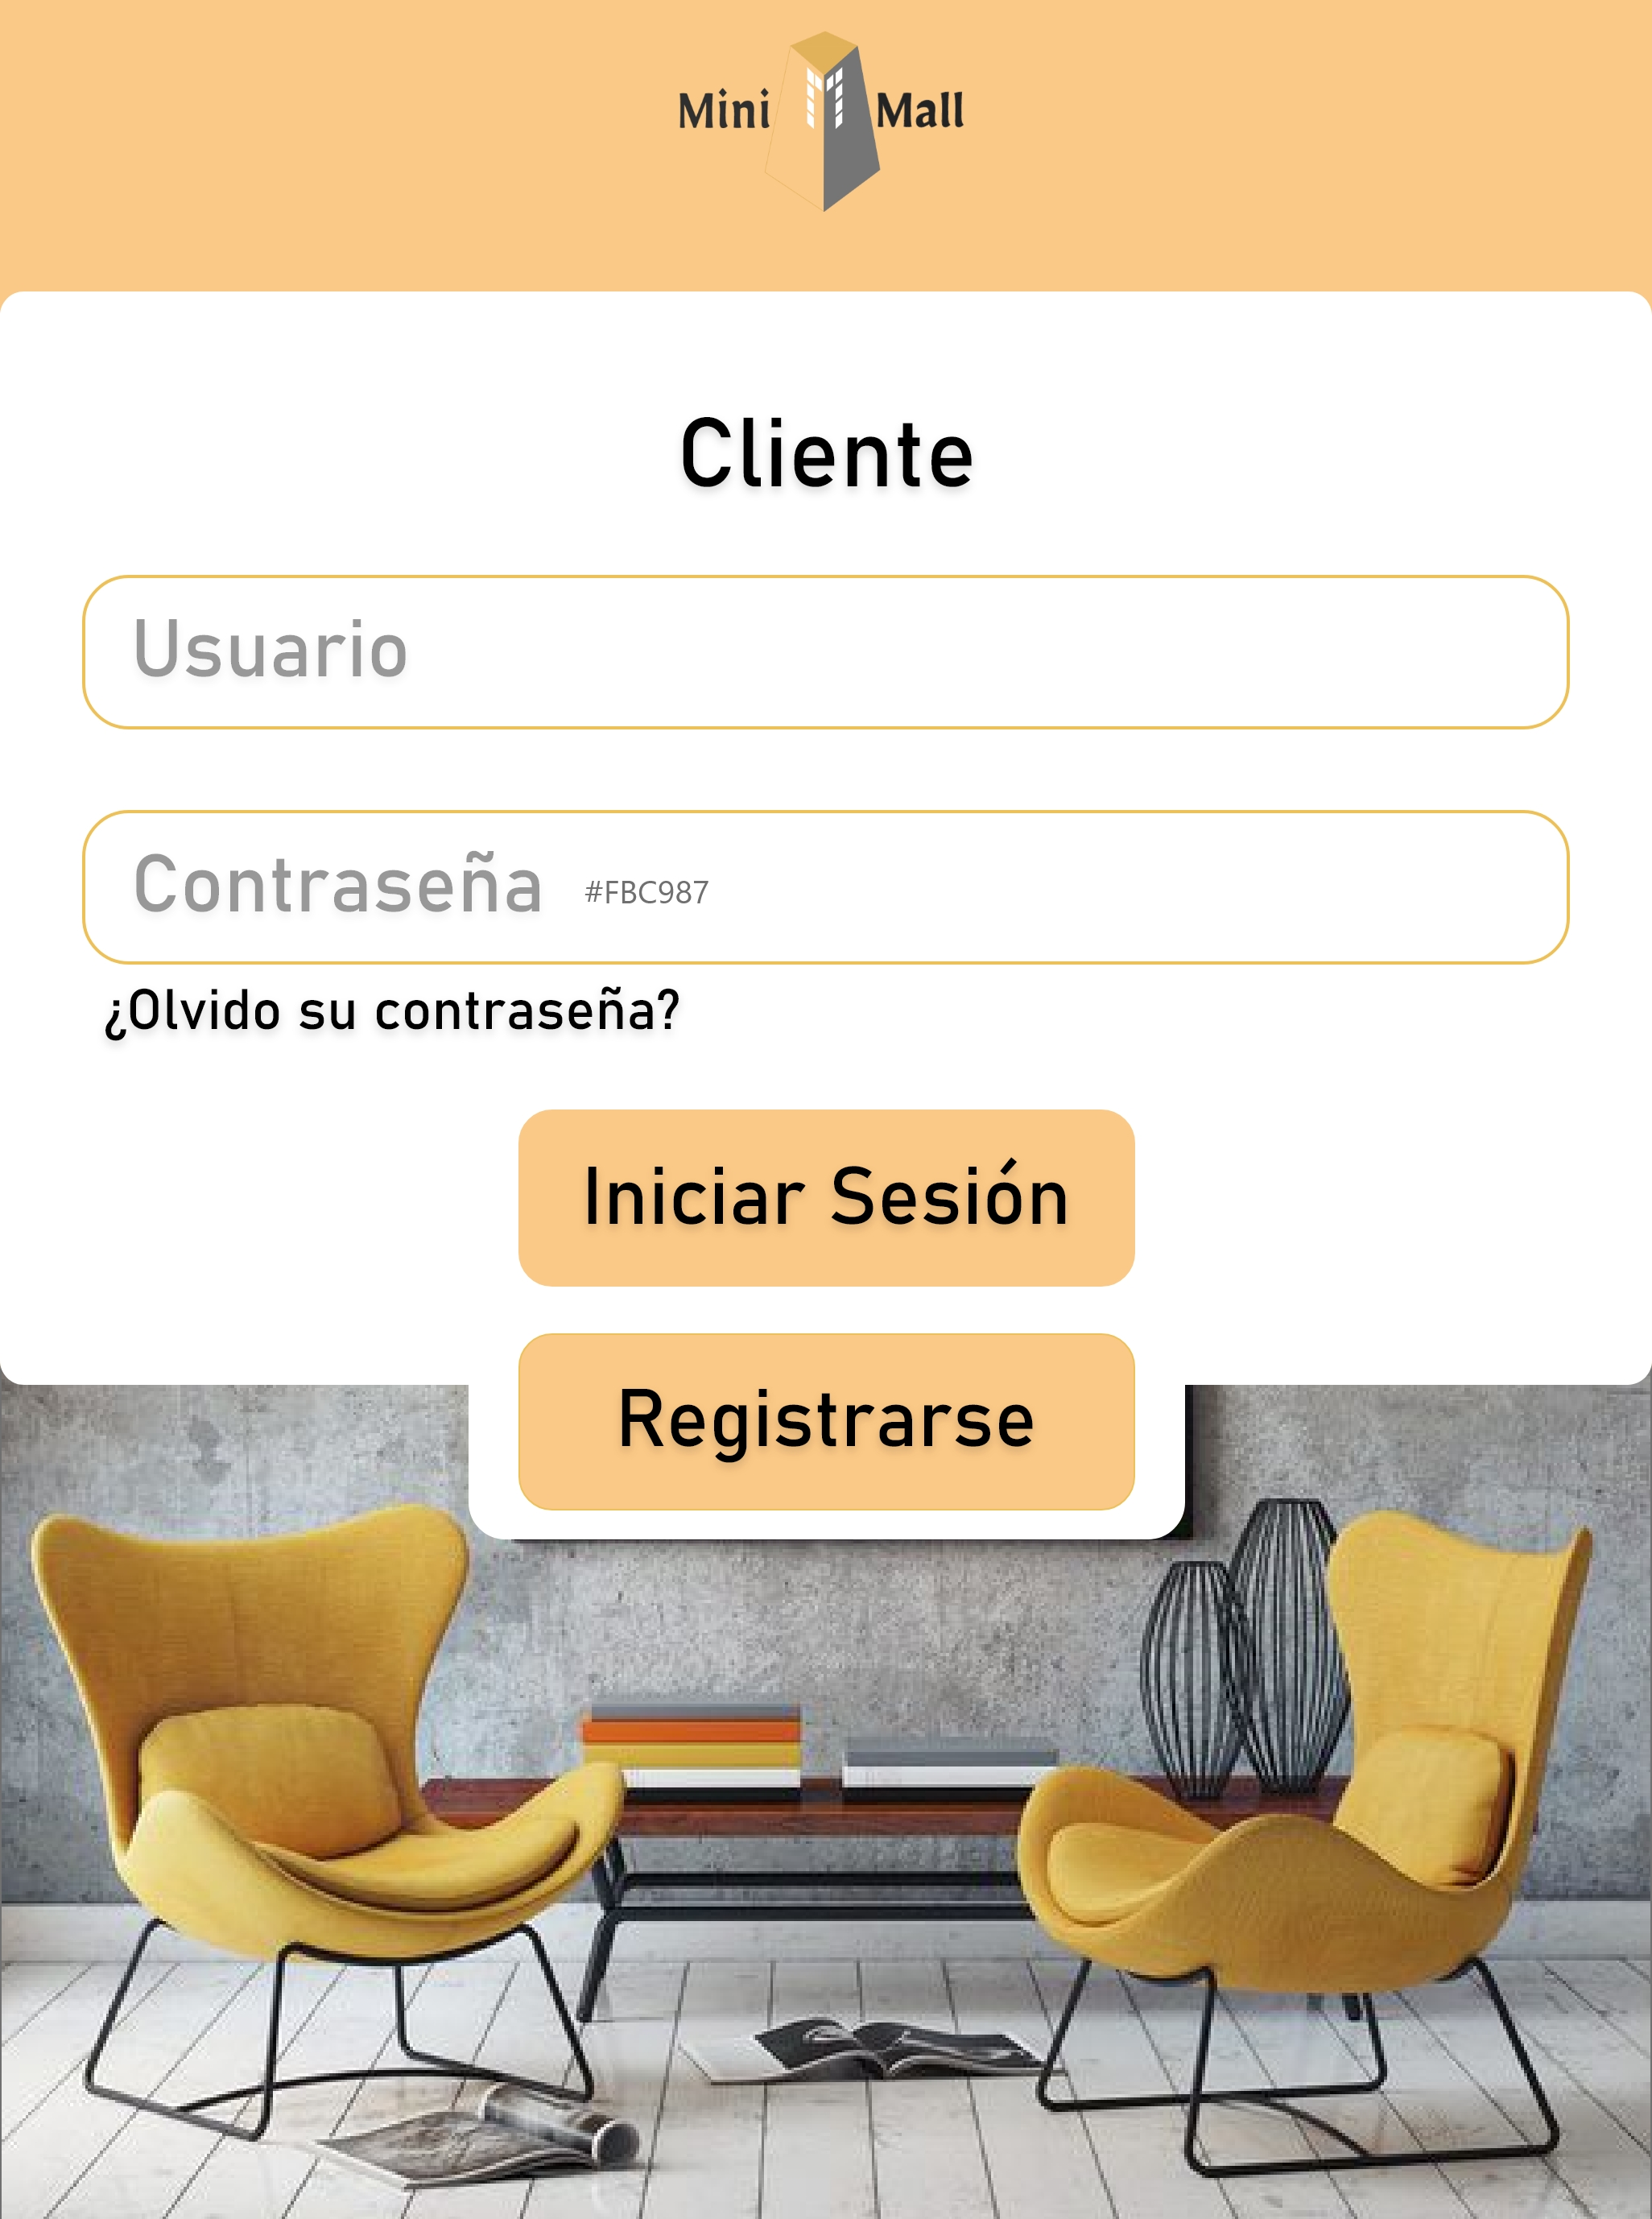 Mini Mall
Cliente
Usuario
Contraseña #FBC987
¿Olvido su contraseña?
Iniciar Sesión
Registrarse